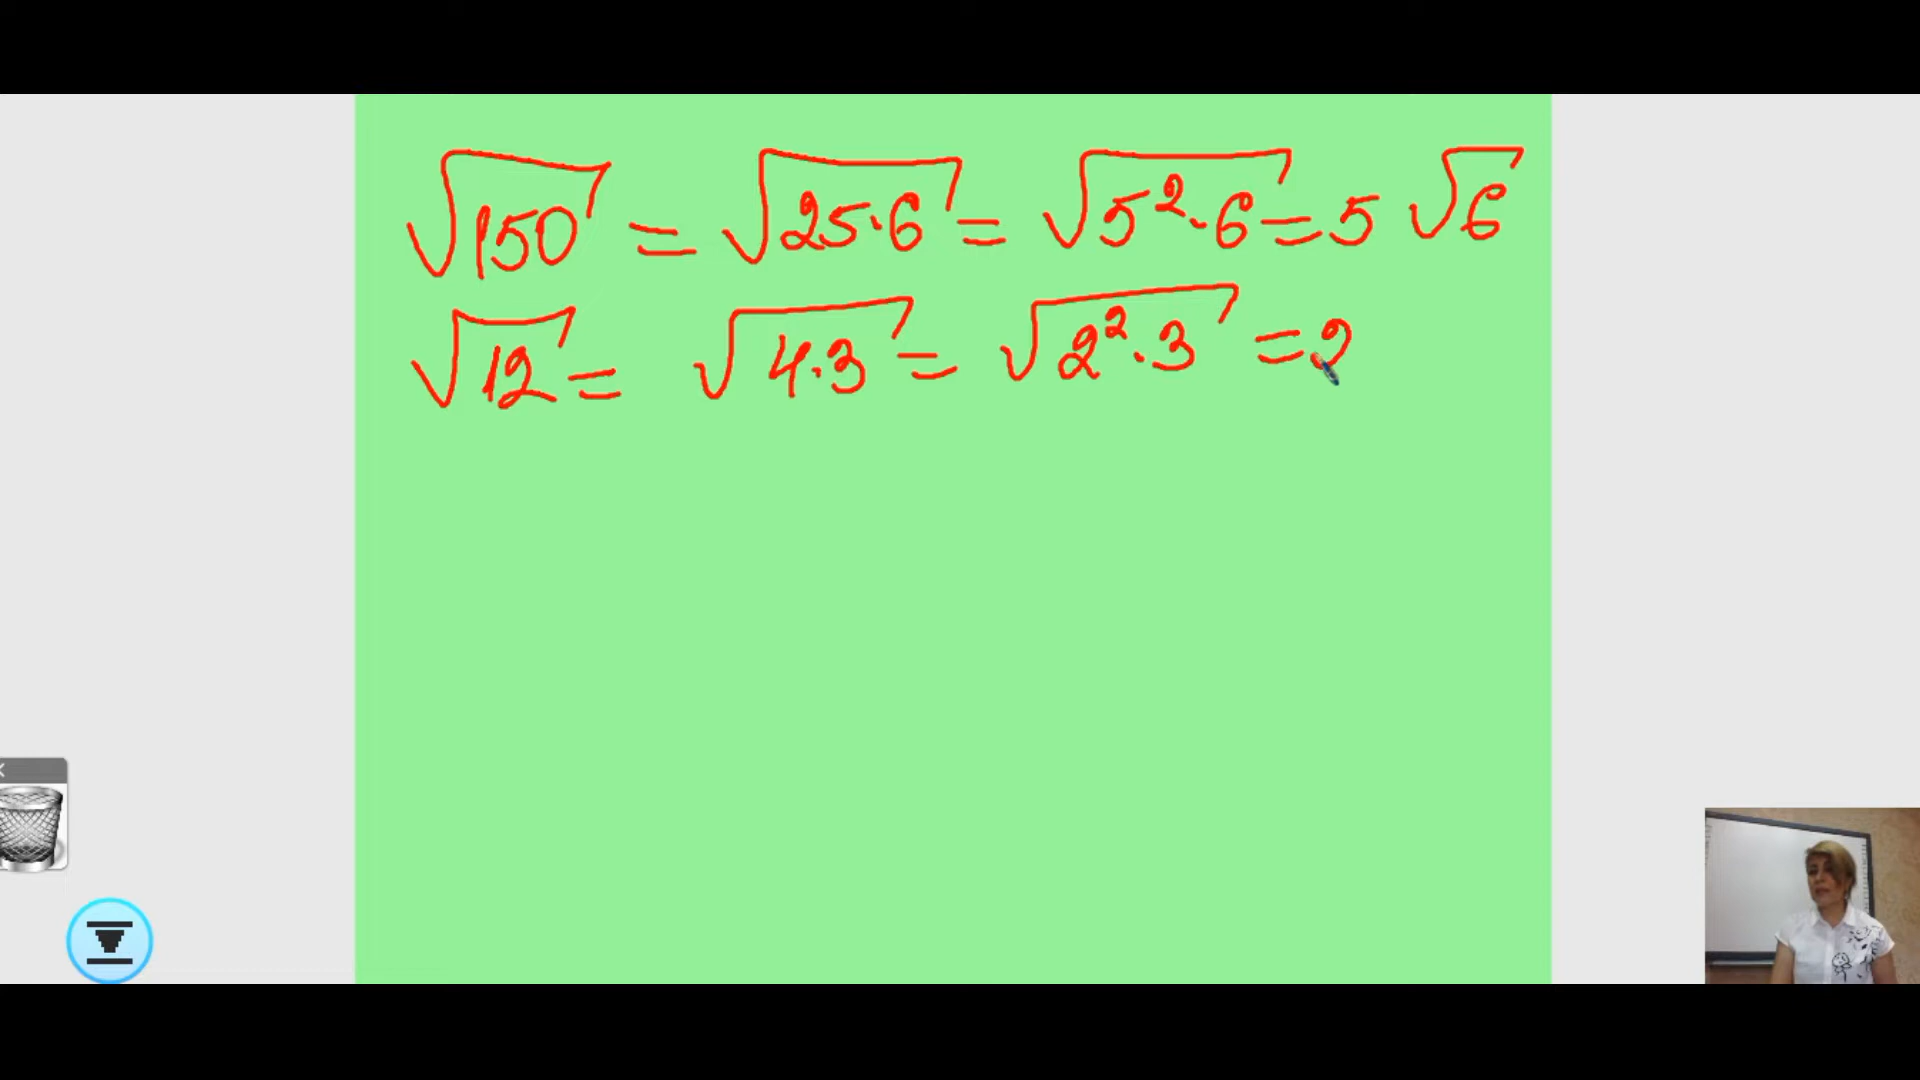 √150 = √25·6 = √5²·6 = 5 √6
√12 = √4·3 = √2²·3 = 2